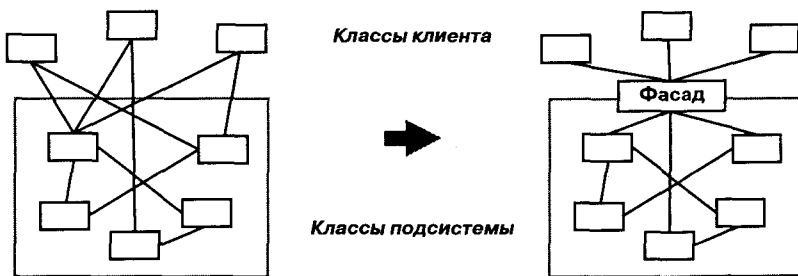 Классы клиента
Фасад
Классы подсистемы